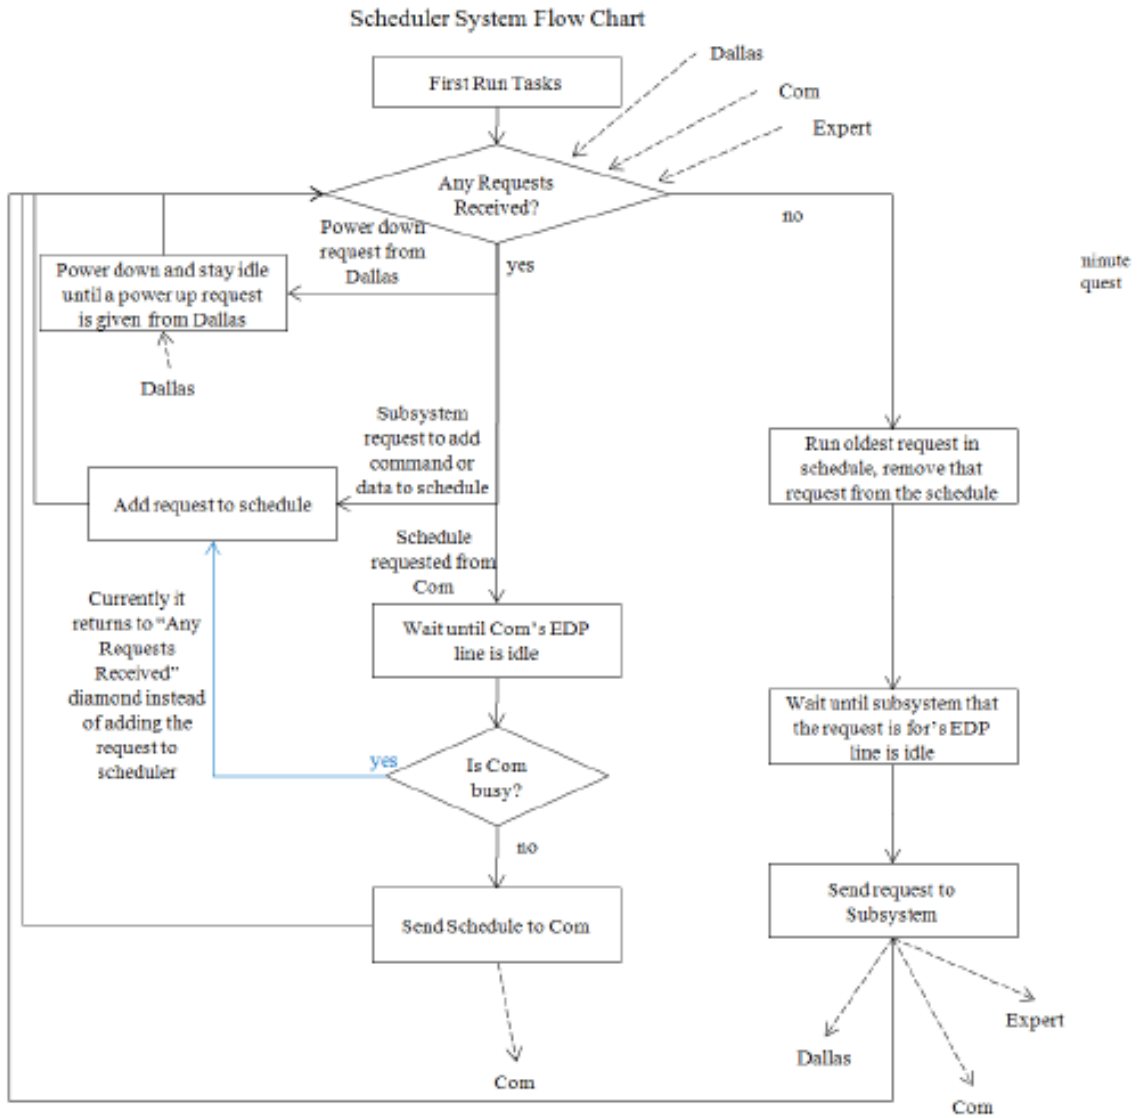 Scheduler System Flow Chart
First Run Tasks
Dallas
Com
Expert
Any Requests
Received?
no
yes
Power down
request from
Dallas
Power down and stay idle
until a power up request
is given from Dallas
Dallas
minute
quest
Subsystem
request to add
command or
data to schedule
Add request to schedule
Run oldest request in
schedule, remove that
request from the schedule
Schedule
requested from
Com
Currently it
returns to “Any
Requests
Received”
diamond instead
of adding the
request to
scheduler
Wait until Com’s EDP
line is idle
Wait until subsystem that
the request is for’s EDP
line is idle
yes
Is Com
busy?
no
Send Schedule to Com
Send request to
Subsystem
Com
Dallas
Com
Expert